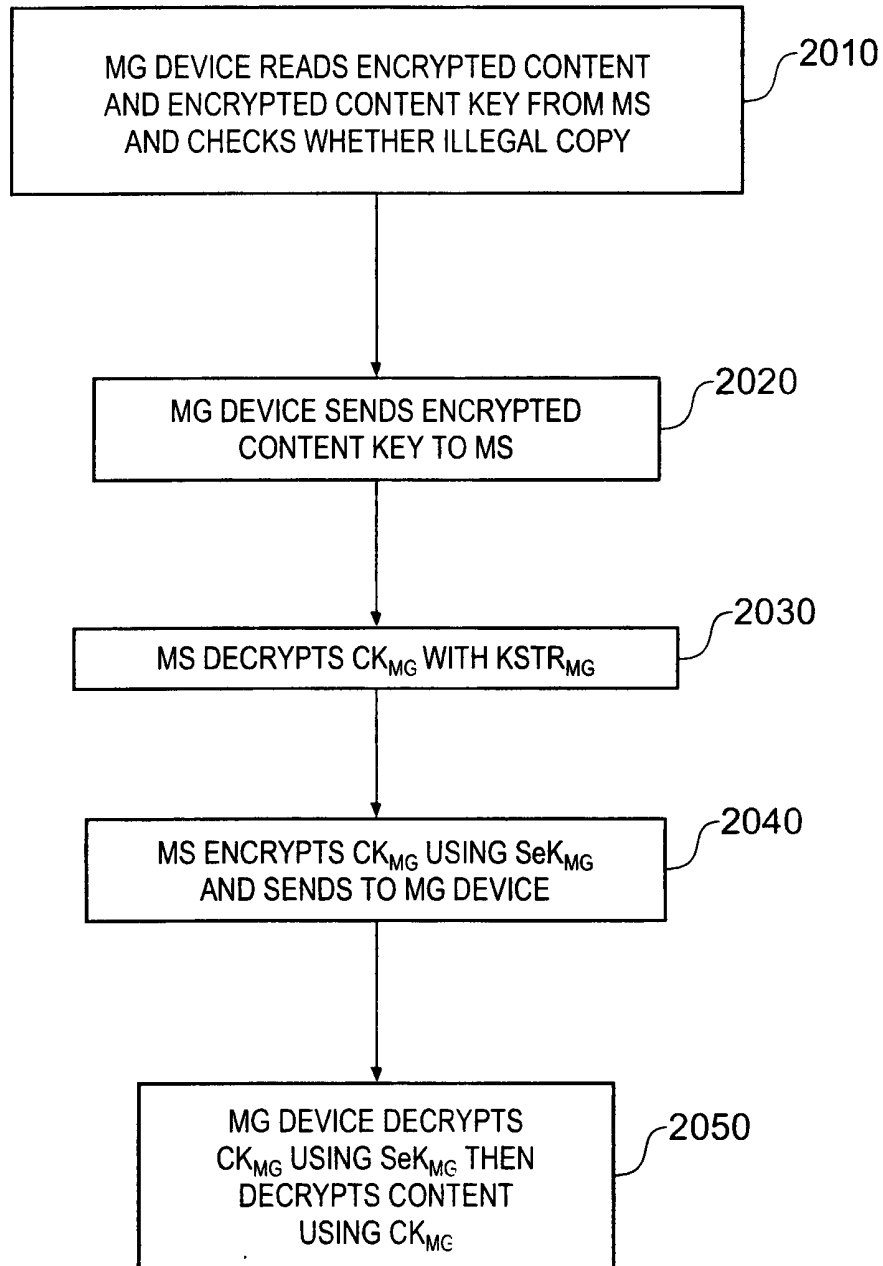 MG DEVICE READS ENCRYPTED CONTENT
AND ENCRYPTED CONTENT KEY FROM MS
AND CHECKS WHETHER ILLEGAL COPY
2010
MG DEVICE SENDS ENCRYPTED
CONTENT KEY TO MS
2020
MS DECRYPTS CKMG WITH KSTRMG
2030
MS ENCRYPTS CKMG USING SeKMG
AND SENDS TO MG DEVICE
2040
MG DEVICE DECRYPTS
CKMG USING SeKMG THEN
DECRYPTS CONTENT
USING CKMG
2050